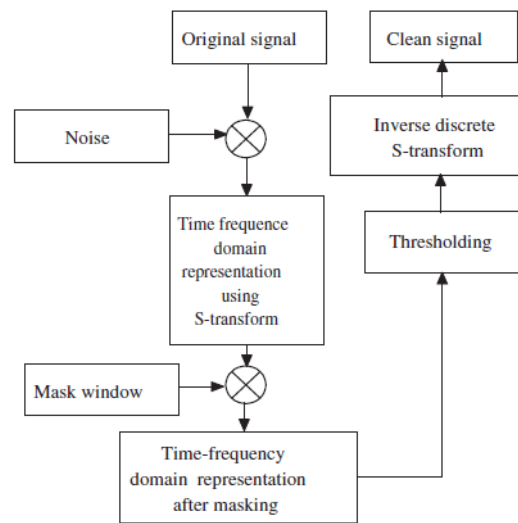 Original signal
Noise
Time frequence
domain
representation
using
S-transform
Mask window
Time-frequency
domain representation
after masking
Thresholding
Inverse discrete
S-transform
Clean signal